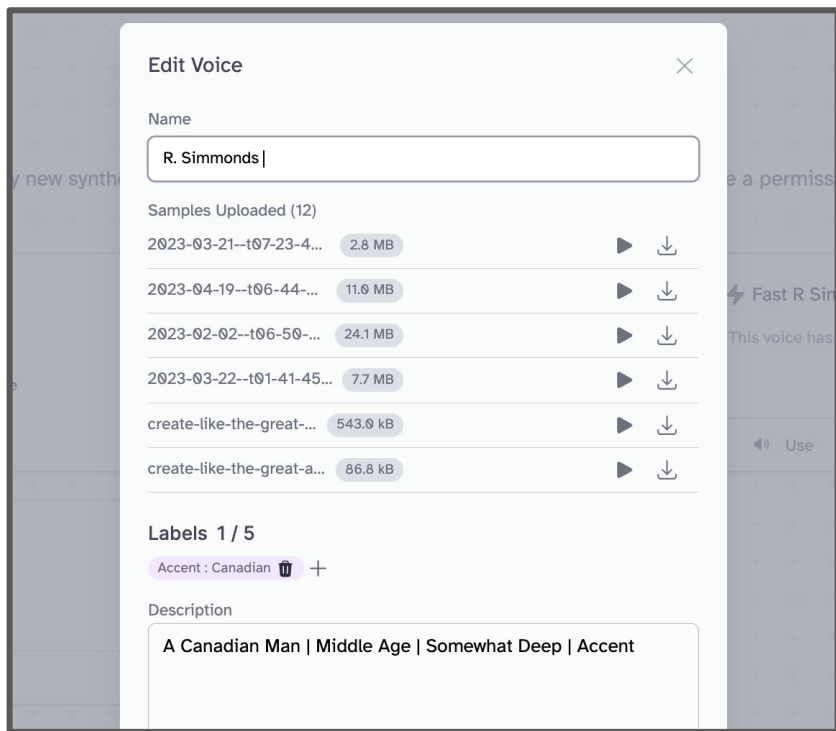 Edit Voice
Name
R. Simmonds
y new synth
e a permiss
Samples Uploaded (12)
2023-03-21--t07-23-4... 2.8 MB
2023-04-19--t06-44-... 11.0 MB
Fast R Sin
2023-02-02--t06-50-... 24.1 MB
This voice has
2023-03-22--t01-41-45... 7.7 MB
e
create-like-the-great-... 543.0 kB
Use
create-like-the-great-a... 86.8 kB
Labels 1 / 5
Accent : Canadian
Description
A Canadian Man | Middle Age | Somewhat Deep | Accent